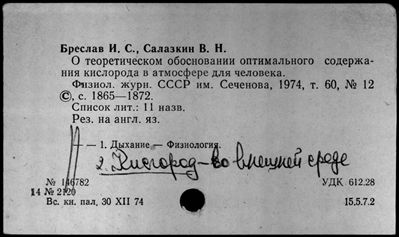 Бреслав И. С., Салазкин В. Н.
О теоретическом обосновании оптимального содержа-
ния кислорода в атмосфере для человека.
Физиол. журн. СССР им. Сеченова, 1974, т. 60, № 12
©, с. 1865—1872.
Список лит.: 11 назв.
Рез. на англ. яз.
— 1. Дыхание — Физиология.
2. Кислород – во внешней среде
№ 146782 УДК 612.28
14 № 2120
Вс. кн. пал. 30 XII 74 15.5.7.2